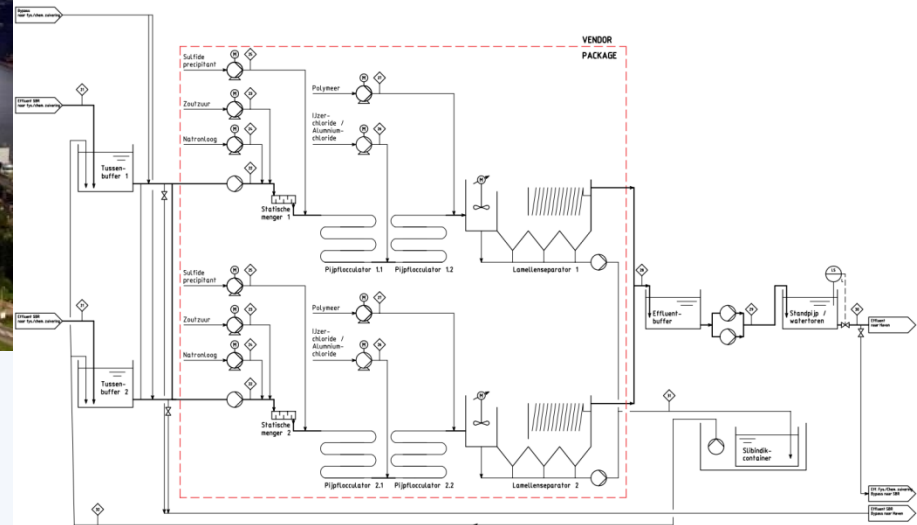 Bypass
naar fys/chem.zuivering
VENDOR
PACKAGE
Sulfide
precipitant
Polymeer
Effluent SBR
naar fys/chem.zuivering
Zoutzuur
IJzer-
chloride /
Aluminium-
chloride
Natronloog
Tussen-
buffer 1
Statische
menger 1
Pijpflocculator 1.1
Pijpflocculator 1.2
Lamellenseparator 1
Sulfide
precipitant
Polymeer
Effluent-
buffer
Standpijp /
watertoren
LS
Effluent
naar Haven
Effluent SBR
naar fys/chem.zuivering
Zoutzuur
IJzer-
chloride /
Aluminium-
chloride
Natronloog
Tussen-
buffer 2
Statische
menger 2
Pijpflocculator 2.1
Pijpflocculator 2.2
Lamellenseparator 2
Slibindik-
container
Eff fys/Chem.zuivering
Bypass naar SBR
Effluent SBR
Bypass naar Haven